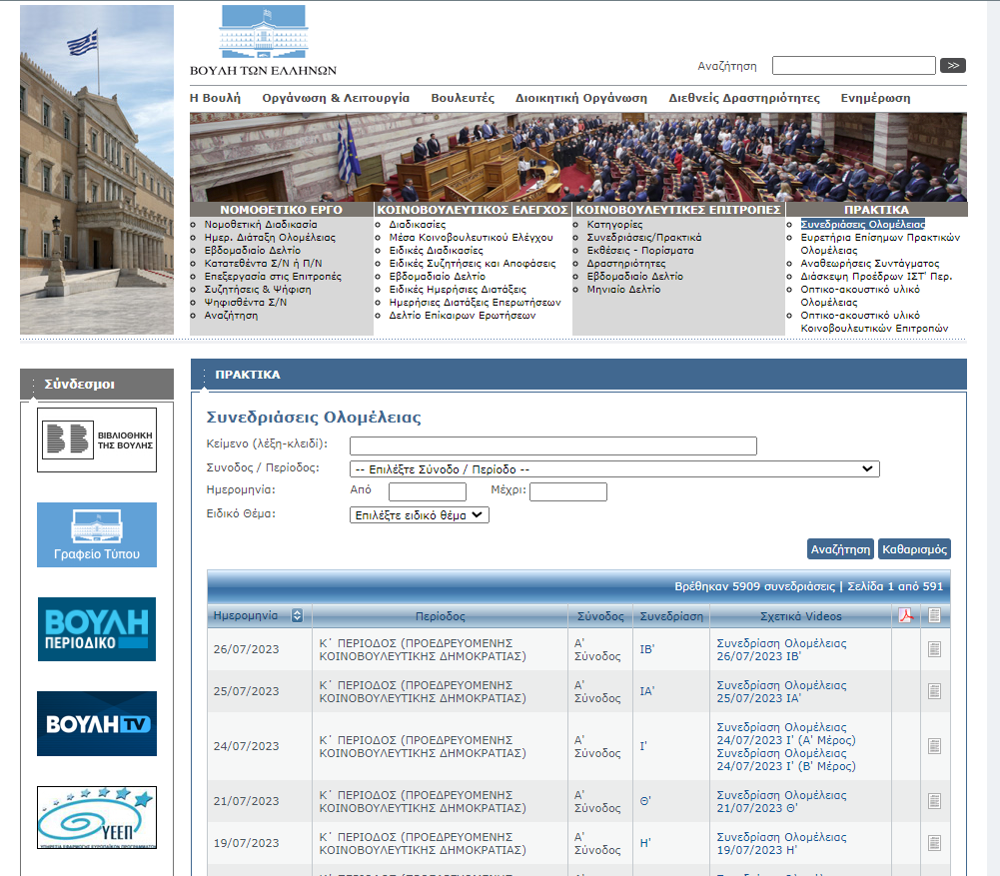 ΒΟΥΛΗ ΤΩΝ ΕΛΛΗΝΩΝ
Αναζήτηση
>>
Η Βουλή Οργάνωση & Λειτουργία Βουλευτές Διοικητική Οργάνωση Διεθνείς Δραστηριότητες Ενημέρωση
ΝΟΜΟΘΕΤΙΚΟ ΕΡΓΟ
Νομοθετική Διαδικασία
Ημερ. Διάταξη Ολομέλειας
Εβδομαδιαίο Δελτίο
Κατατεθέντα Σ/Ν ή Π/Ν
Επεξεργασία στις Επιτροπές
Συζητήσεις & Ψήφιση
Ψηφισθέντα Σ/Ν
Αναζήτηση
ΚΟΙΝΟΒΟΥΛΕΥΤΙΚΟΣ ΕΛΕΓΧΟΣ
Διαδικασίες
Μέσα Κοινοβουλευτικού Ελέγχου
Ειδικές Διαδικασίες
Ειδικές Συζητήσεις και Αποφάσεις
Εβδομαδιαίο Δελτίο
Ειδικές Ημερήσιες Διατάξεις
Ημερήσιες Διατάξεις Επερωτήσεων
Δελτίο Επίκαιρων Ερωτήσεων
ΚΟΙΝΟΒΟΥΛΕΥΤΙΚΕΣ ΕΠΙΤΡΟΠΕΣ
Κατηγορίες
Συνεδριάσεις/Πρακτικά
Εκθέσεις - Πορίσματα
Δραστηριότητες
Εβδομαδιαίο Δελτίο
Μηνιαίο Δελτίο
ΠΡΑΚΤΙΚΑ
Συνεδριάσεις Ολομέλειας
Ευρετήρια Επίσημων Πρακτικών
Ολομέλειας
Αναθεωρήσεις Συντάγματος
Διάσκεψη Προέδρων ΙΣΤ' Περ.
Οπτικο-ακουστικό υλικό
Ολομέλειας
Οπτικο-ακουστικό υλικό
Κοινοβουλευτικών Επιτροπών
Σύνδεσμοι
ΒΙΒΛΙΟΘΗΚΗ
ΤΗΣ ΒΟΥΛΗΣ
Γραφείο Τύπου
ΒΟΥΛΗ
ΠΕΡΙΟΔΙΚΟ
ΒΟΥΛΗ TV
ΥΕΕΠ
ΥΠΗΡΕΣΙΑ ΕΦΑΡΜΟΓΗΣ ΕΥΡΩΠΑΪΚΩΝ ΠΡΟΓΡΑΜΜΑΤΩΝ
ΠΡΑΚΤΙΚΑ
Συνεδριάσεις Ολομέλειας
Κείμενο (λέξη-κλειδί):
Συνοδος / Περίοδος: -- Επιλέξτε Σύνοδο / Περίοδο --
Ημερομηνία: Από Μέχρι:
Ειδικό Θέμα: Επιλέξτε ειδικό θέμα
Αναζήτηση Καθαρισμός
Βρέθηκαν 5909 συνεδριάσεις | Σελίδα 1 από 591
Ημερομηνία Περίοδος Σύνοδος Συνεδρίαση Σχετικά Videos
26/07/2023 Κ΄ ΠΕΡΙΟΔΟΣ (ΠΡΟΕΔΡΕΥΟΜΕΝΗΣ ΚΟΙΝΟΒΟΥΛΕΥΤΙΚΗΣ ΔΗΜΟΚΡΑΤΙΑΣ) Α' Σύνοδος ΙΒ' Συνεδρίαση Ολομέλειας 26/07/2023 ΙΒ'
25/07/2023 Κ΄ ΠΕΡΙΟΔΟΣ (ΠΡΟΕΔΡΕΥΟΜΕΝΗΣ ΚΟΙΝΟΒΟΥΛΕΥΤΙΚΗΣ ΔΗΜΟΚΡΑΤΙΑΣ) Α' Σύνοδος ΙΑ' Συνεδρίαση Ολομέλειας 25/07/2023 ΙΑ'
24/07/2023 Κ΄ ΠΕΡΙΟΔΟΣ (ΠΡΟΕΔΡΕΥΟΜΕΝΗΣ ΚΟΙΝΟΒΟΥΛΕΥΤΙΚΗΣ ΔΗΜΟΚΡΑΤΙΑΣ) Α' Σύνοδος Ι' Συνεδρίαση Ολομέλειας 24/07/2023 Ι' (Α' Μέρος) Συνεδρίαση Ολομέλειας 24/07/2023 Ι' (Β' Μέρος)
21/07/2023 Κ΄ ΠΕΡΙΟΔΟΣ (ΠΡΟΕΔΡΕΥΟΜΕΝΗΣ ΚΟΙΝΟΒΟΥΛΕΥΤΙΚΗΣ ΔΗΜΟΚΡΑΤΙΑΣ) Α' Σύνοδος Θ' Συνεδρίαση Ολομέλειας 21/07/2023 Θ'
19/07/2023 Κ΄ ΠΕΡΙΟΔΟΣ (ΠΡΟΕΔΡΕΥΟΜΕΝΗΣ ΚΟΙΝΟΒΟΥΛΕΥΤΙΚΗΣ ΔΗΜΟΚΡΑΤΙΑΣ) Α' Σύνοδος Η' Συνεδρίαση Ολομέλειας 19/07/2023 Η'